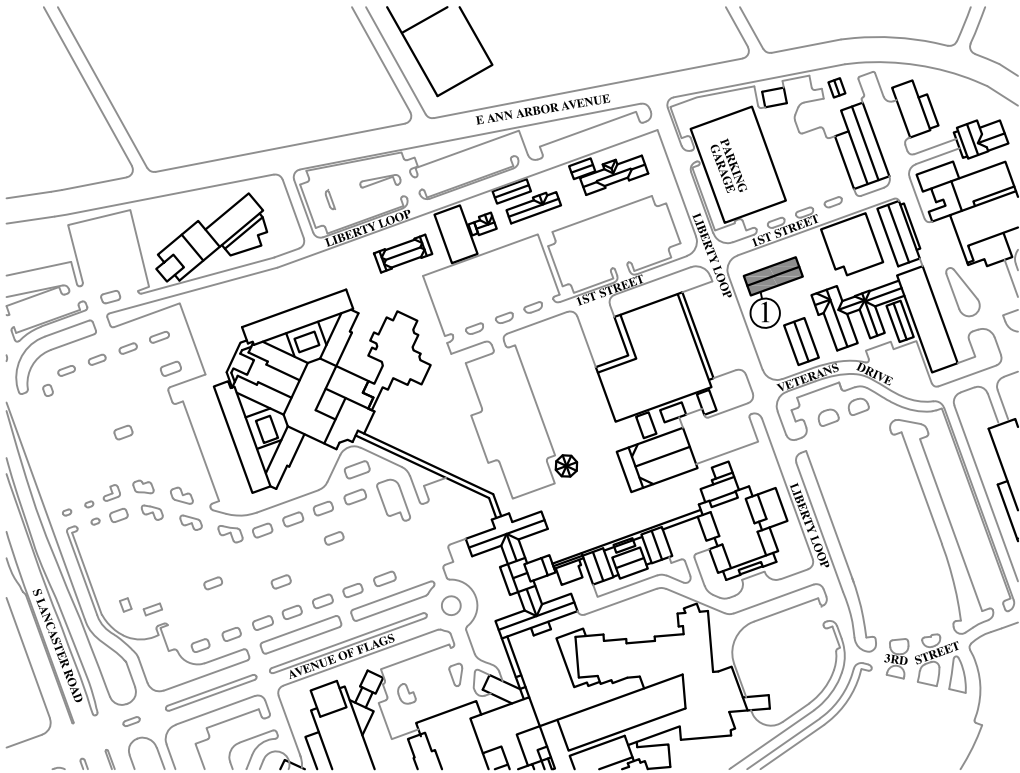 E ANN ARBOR AVENUE
PARKING
GARAGE
LIBERTY LOOP
LIBERTY LOOP
1ST STREET
1ST STREET
1
VETERANS DRIVE
LIBERTY LOOP
S LANCASTER ROAD
AVENUE OF FLAGS
3RD STREET